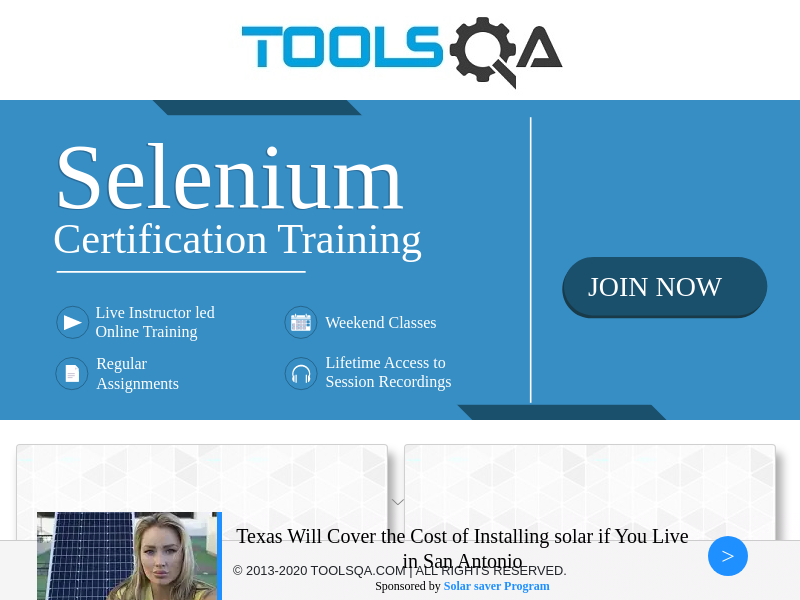 TOOLSQA
Selenium
Certification Training
JOIN NOW
Live Instructor led
Online Training
Weekend Classes
Regular
Assignments
Lifetime Access to
Session Recordings
Texas Will Cover the Cost of Installing solar if You Live
in San Antonio
>
© 2013-2020 TOOLSQA.COM | ALL RIGHTS RESERVED.
Sponsored by Solar saver Program